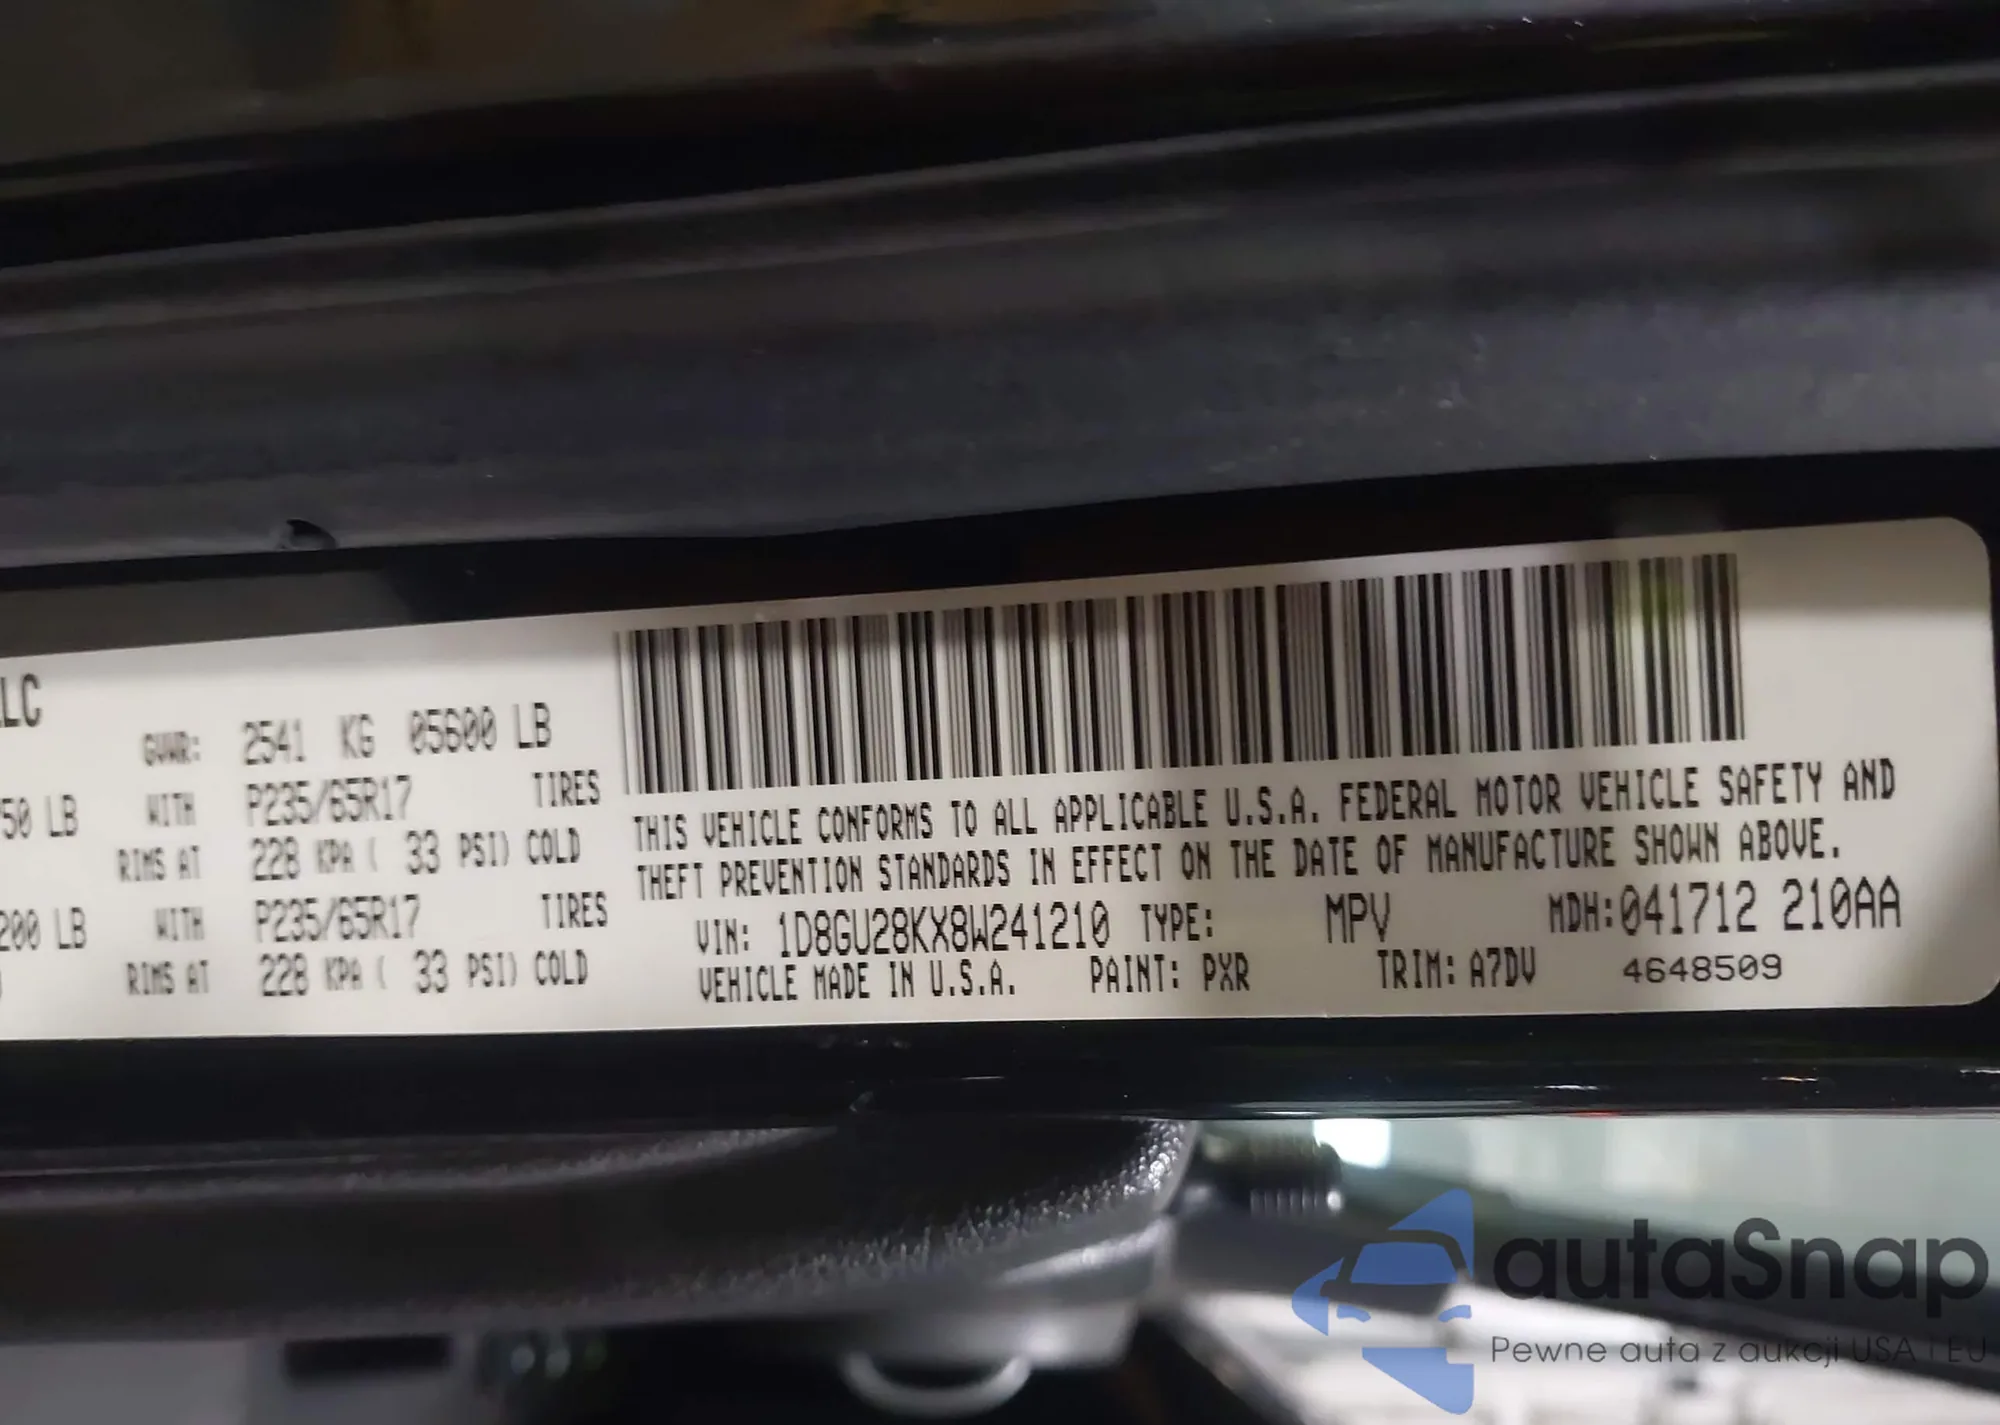 LC
GVWR: 2541 KG 05600 LB
50 LB WITH P235/65R17 TIRES
RIMS AT 228 KPA ( 33 PSI) COLD
200 LB WITH P235/65R17 TIRES
RIMS AT 228 KPA ( 33 PSI) COLD
THIS VEHICLE CONFORMS TO ALL APPLICABLE U.S.A. FEDERAL MOTOR VEHICLE SAFETY AND
THEFT PREVENTION STANDARDS IN EFFECT ON THE DATE OF MANUFACTURE SHOWN ABOVE.
VIN: 1D8GU28KX8W241210 TYPE: MPV MDH:041712 210AA
VEHICLE MADE IN U.S.A. PAINT: PXR TRIM: A7DV 4648509
autaSnap
Pewne auta z aukcji USA i EU